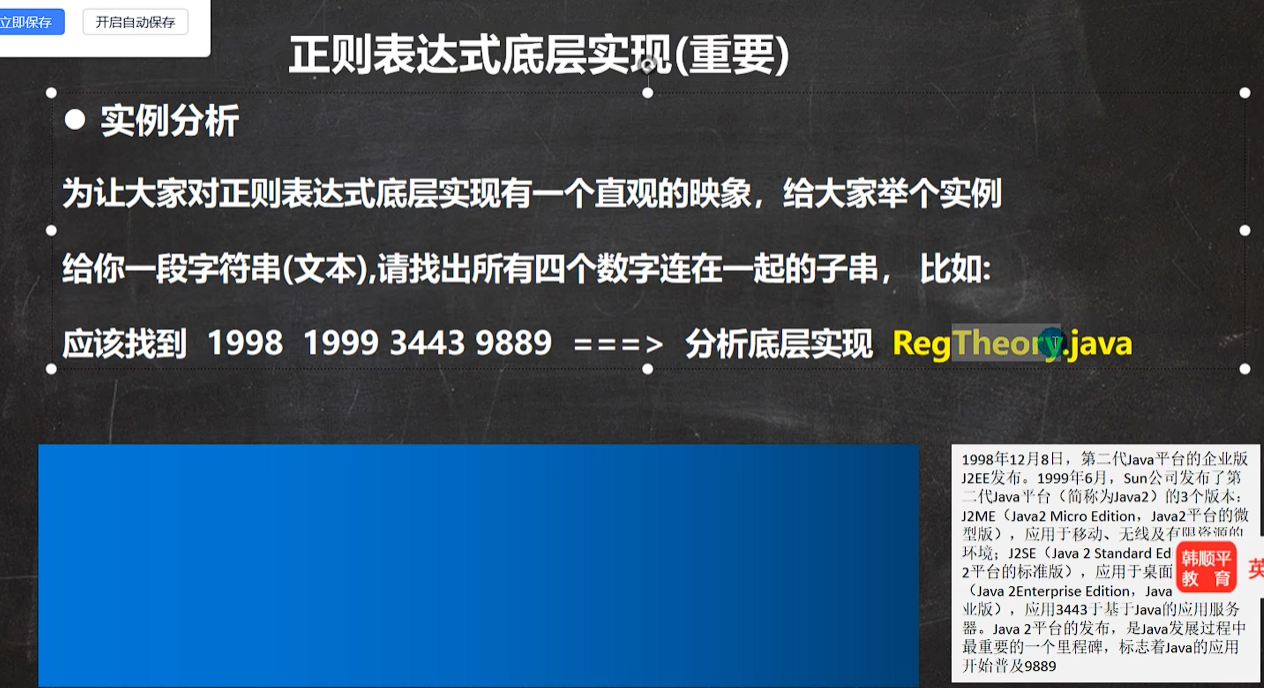 立即保存 开启自动保存
正则表达式底层实现(重要)
● 实例分析
为让大家对正则表达式底层实现有一个直观的映象，给大家举个实例
给你一段字符串(文本),请找出所有四个数字连在一起的子串， 比如:
应该找到 1998 1999 3443 9889 ===> 分析底层实现 RegTheory.java
1998年12月8日，第二代Java平台的企业版
J2EE发布。1999年6月，Sun公司发布了第
二代Java平台（简称为Java2）的3个版本：
J2ME（Java2 Micro Edition，Java2平台的微
型版），应用于移动、无线及有限资源的
环境；J2SE（Java 2 Standard Ed
2平台的标准版），应用于桌面
（Java 2Enterprise Edition，Java
业版），应用3443于基于Java的应用服务
器。Java 2平台的发布，是Java发展过程中
最重要的一个里程碑，标志着Java的应用
开始普及9889
韩顺平
教 育
英